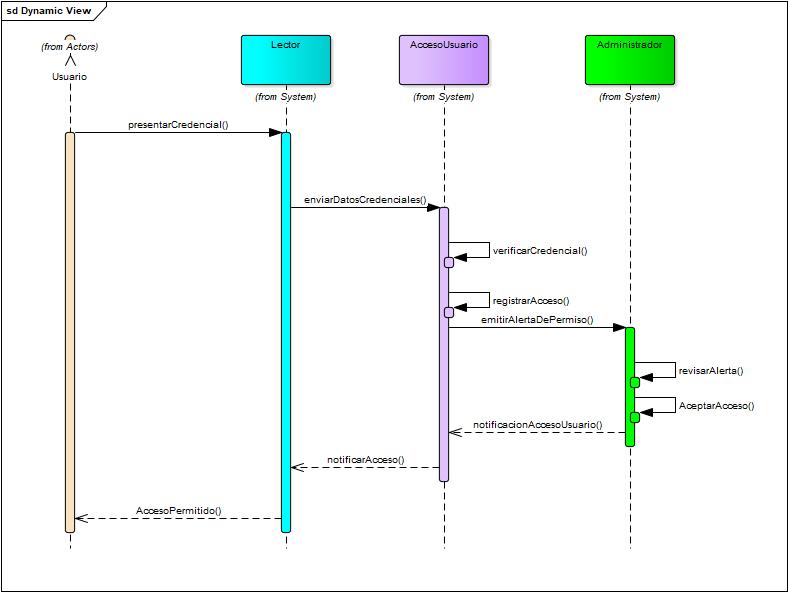 sd Dynamic View
(from Actors)
Usuario
Lector
(from System)
AccesoUsuario
(from System)
Administrador
(from System)
presentarCredencial()
enviarDatosCredenciales()
verificarCredencial()
registrarAcceso()
emitirAlertaDePermiso()
revisarAlerta()
AceptarAcceso()
notificacionAccesoUsuario()
notificarAcceso()
AccesoPermitido()